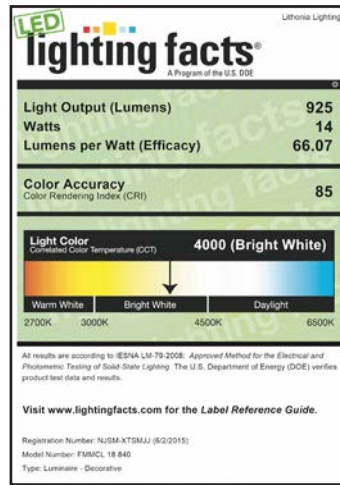 LED
Lithonia Lighting
lighting facts®
A Program of the U.S. DOE
Light Output (Lumens) 925
Watts 14
Lumens per Watt (Efficacy) 66.07
Color Accuracy 85
Color Rendering Index (CRI)
Light Color 4000 (Bright White)
Correlated Color Temperature (CCT)
Warm White Bright White Daylight
2700K 3000K 4500K 6500K
All results are according to IESNA LM-79-2008: Approved Method for the Electrical and
Photometric Testing of Solid-State Lighting. The U.S. Department of Energy (DOE) verifies
product test data and results.
Visit www.lightingfacts.com for the Label Reference Guide.
Registration Number: NJSM-XTSMJJ (6/2/2015)
Model Number: FMMCL 18 840
Type: Luminaire - Decorative